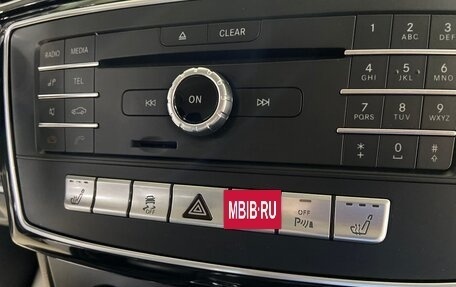 CLEAR
1 2 ABC 3 DEF
RADIO MEDIA
4 GHI 5 JKL 6 MNO
TEL
ON
7 PQRS 8 TUV 9 WXYZ
* + 0 #
OFF
MBIB.RU
OFF